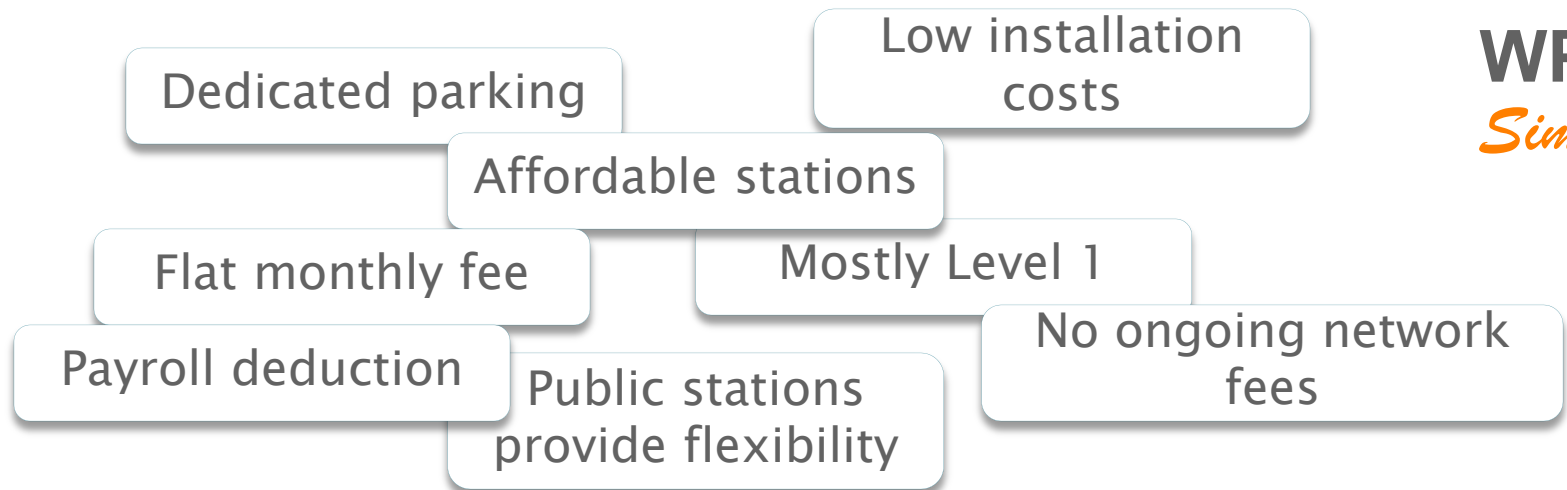 Dedicated parking
Low installation
costs
Affordable stations
Flat monthly fee
Mostly Level 1
Payroll deduction
No ongoing network
fees
Public stations
provide flexibility